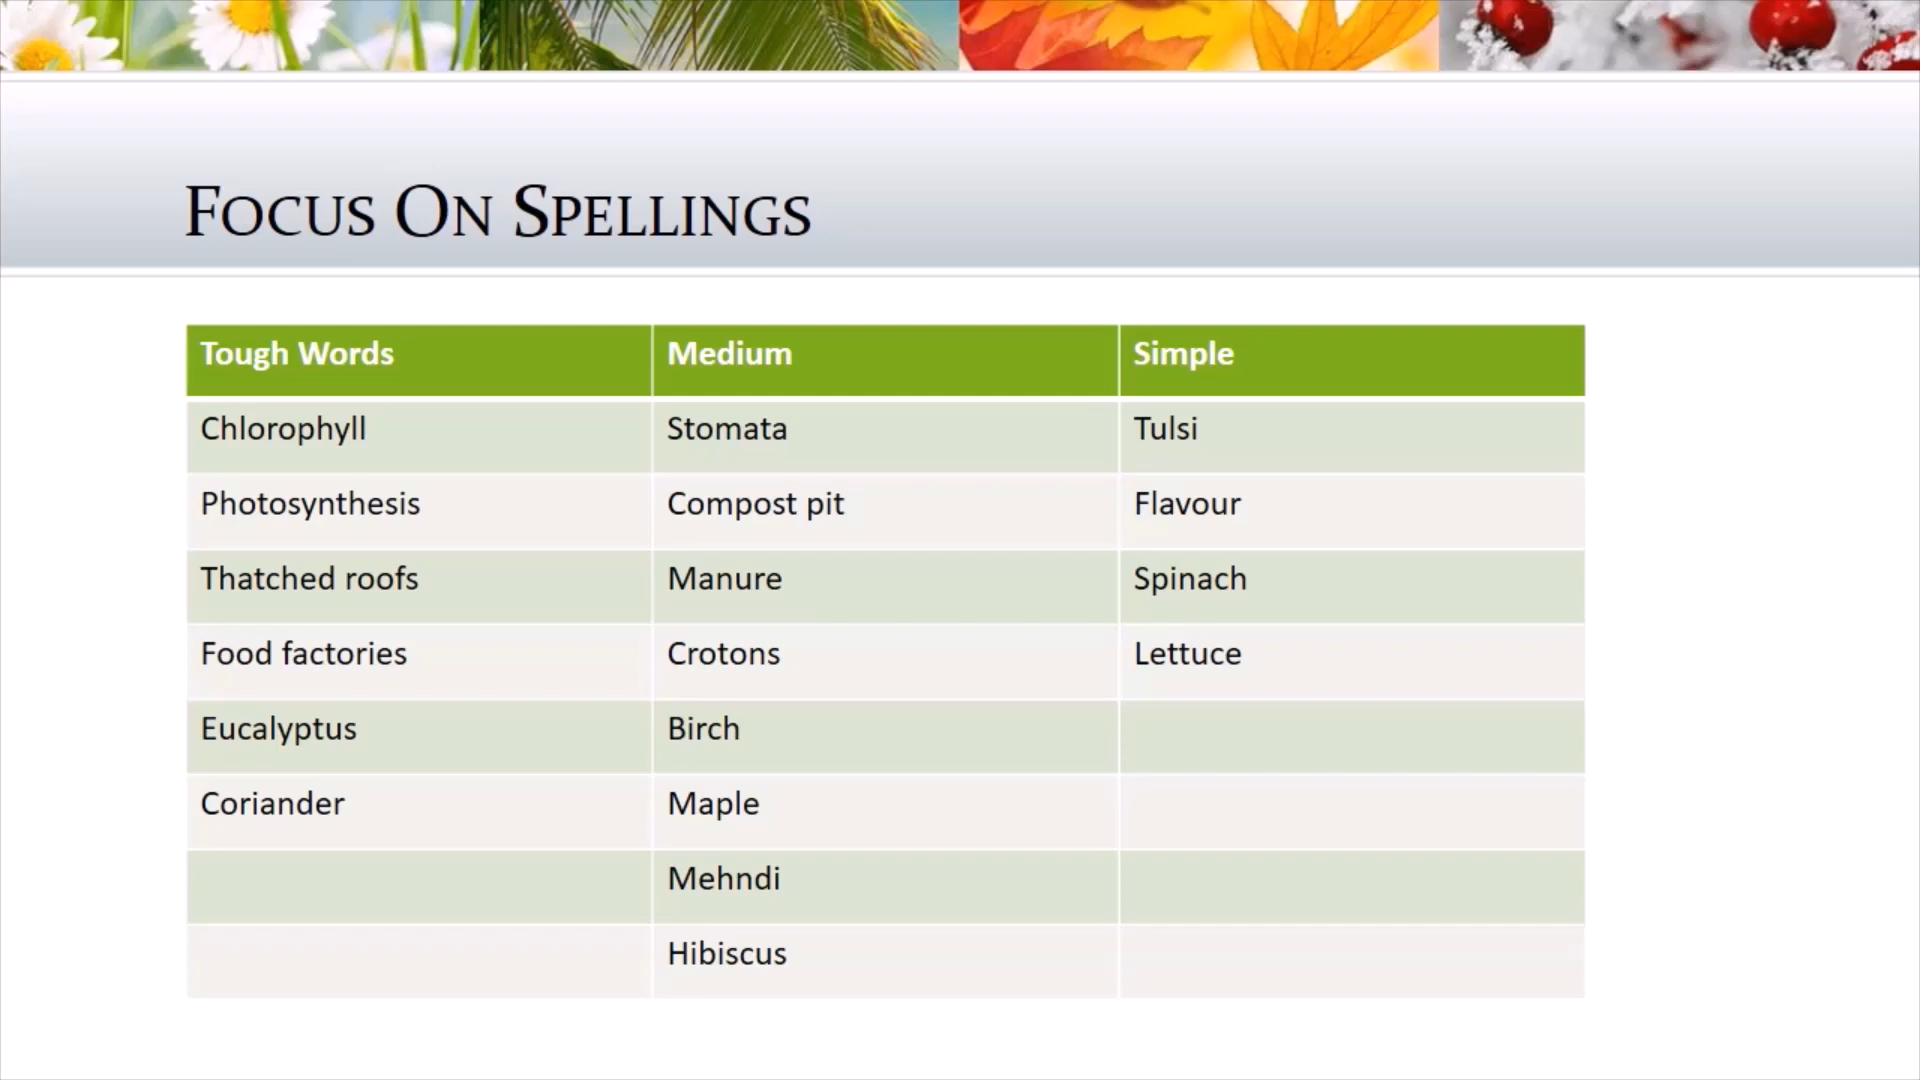 Focus On Spellings
Tough Words Medium Simple
Chlorophyll Stomata Tulsi
Photosynthesis Compost pit Flavour
Thatched roofs Manure Spinach
Food factories Crotons Lettuce
Eucalyptus Birch
Coriander Maple
Mehndi
Hibiscus